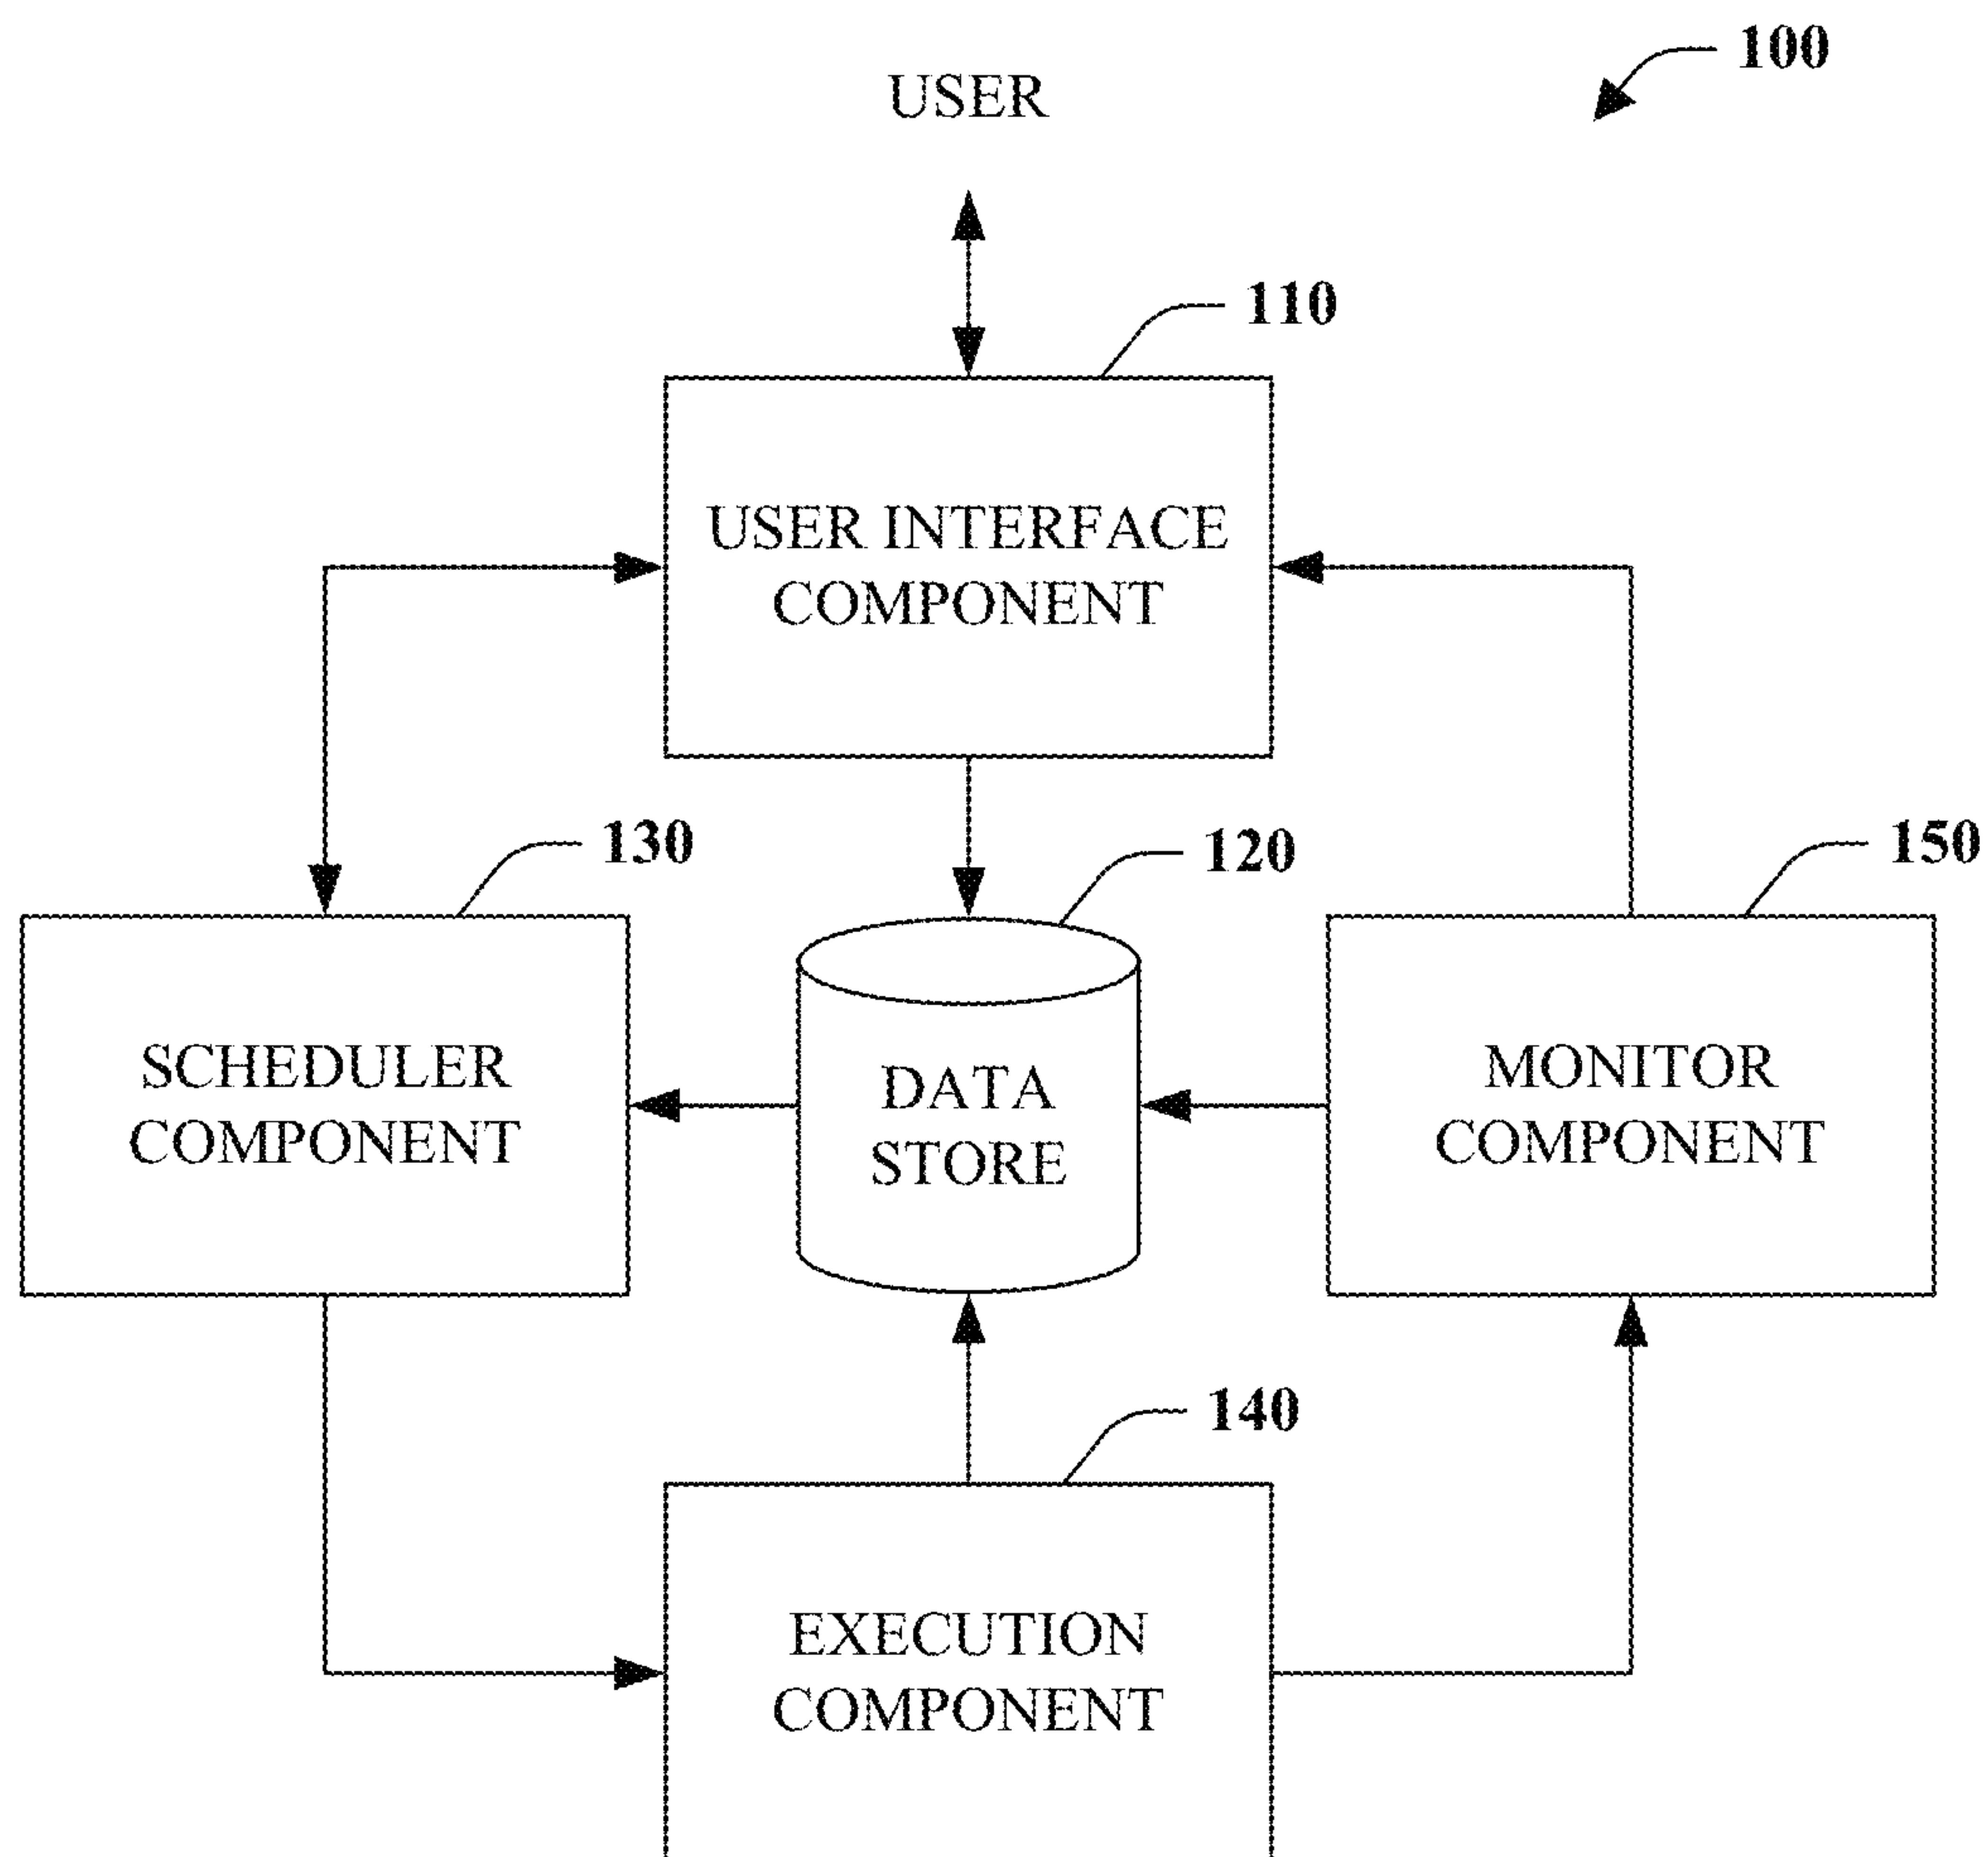 100
USER
110
USER INTERFACE
COMPONENT
130
120
150
SCHEDULER
COMPONENT
DATA
STORE
MONITOR
COMPONENT
140
EXECUTION
COMPONENT